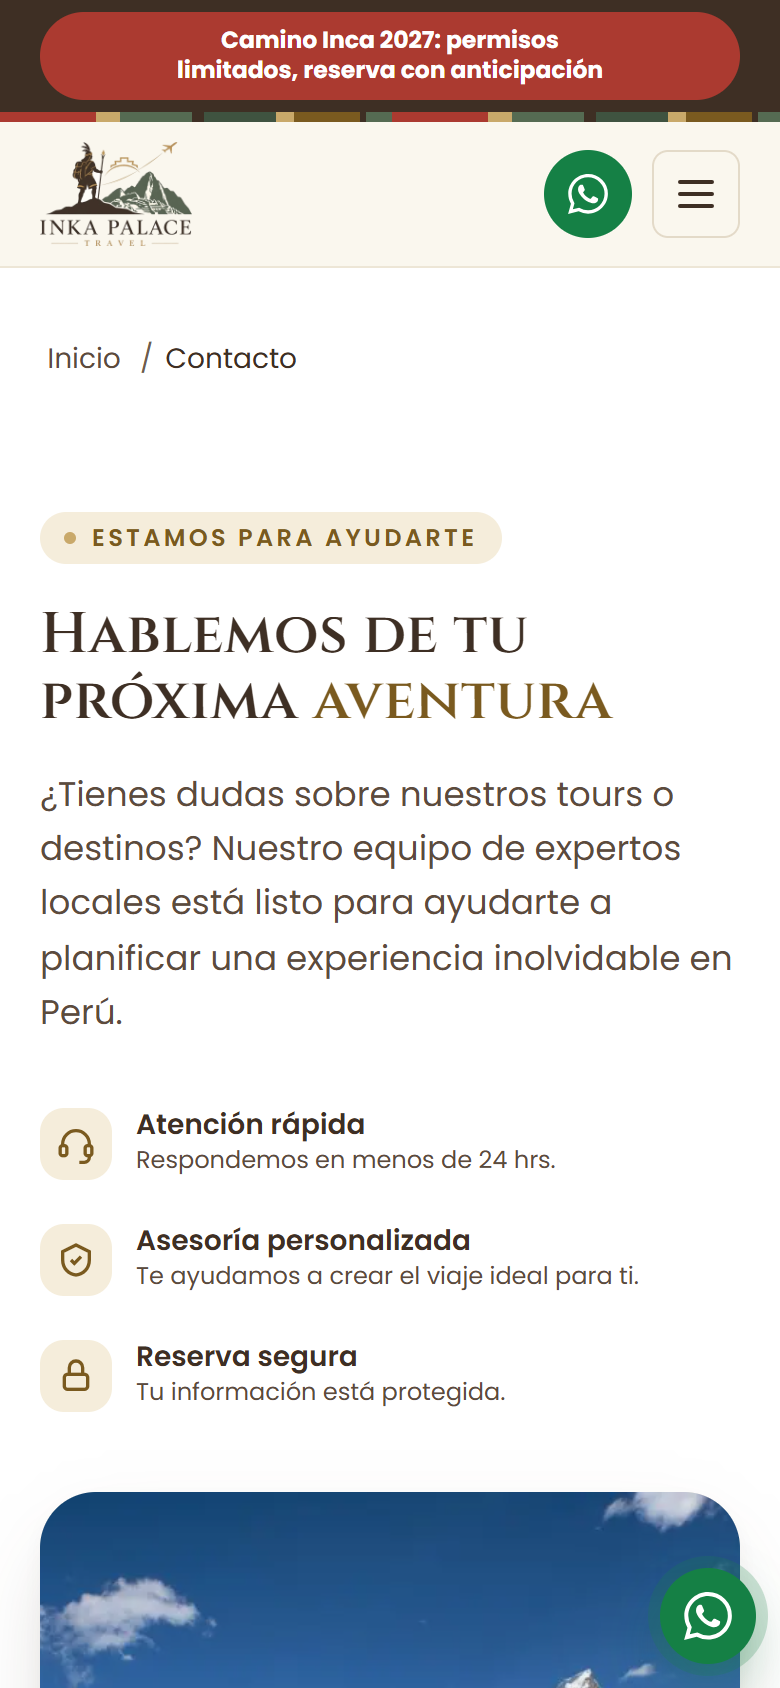 Camino Inca 2027: permisos
limitados, reserva con anticipación
INKA PALACE
TRAVEL
Inicio / Contacto
ESTAMOS PARA AYUDARTE
HABLEMOS DE TU
PRÓXIMA AVENTURA
¿Tienes dudas sobre nuestros tours o
destinos? Nuestro equipo de expertos
locales está listo para ayudarte a
planificar una experiencia inolvidable en
Perú.
Atención rápida
Respondemos en menos de 24 hrs.
Asesoría personalizada
Te ayudamos a crear el viaje ideal para ti.
Reserva segura
Tu información está protegida.